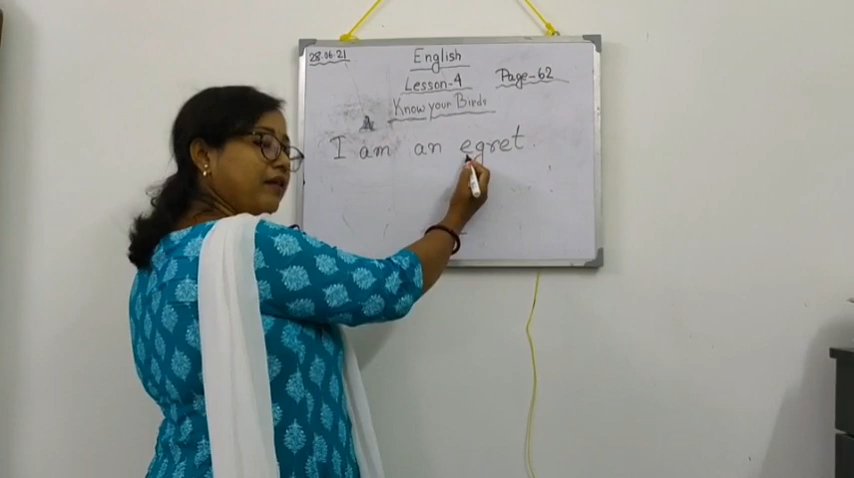 28.06.21
English
Lesson-4
Page-62
Know your Birds
I am an egret.